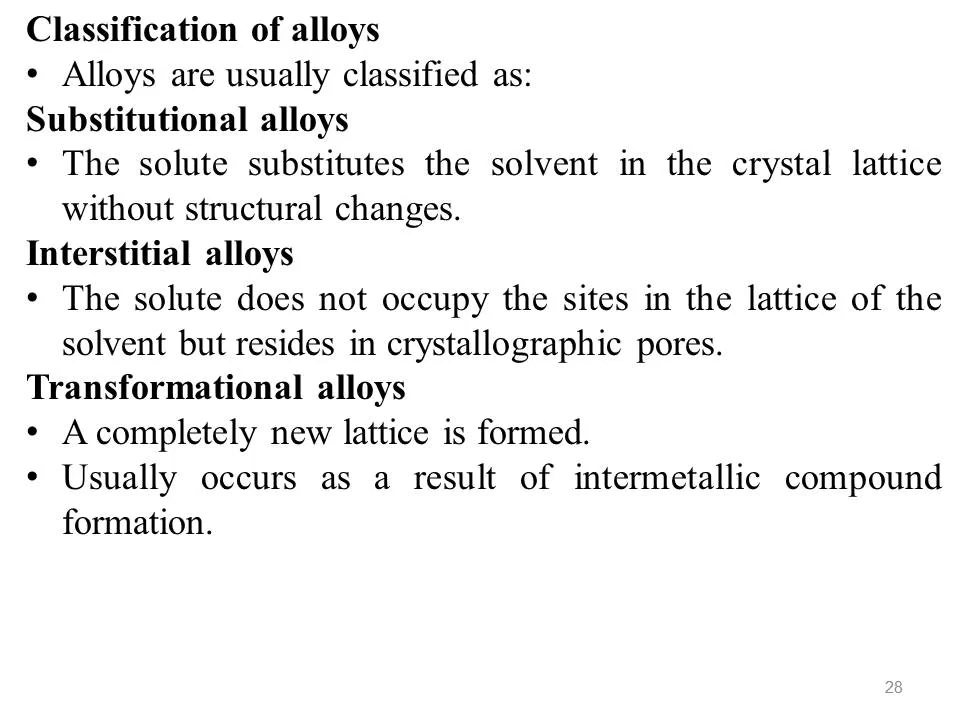 Classification of alloys
• Alloys are usually classified as:
Substitutional alloys
• The solute substitutes the solvent in the crystal lattice
without structural changes.
Interstitial alloys
• The solute does not occupy the sites in the lattice of the
solvent but resides in crystallographic pores.
Transformational alloys
• A completely new lattice is formed.
• Usually occurs as a result of intermetallic compound
formation.
28